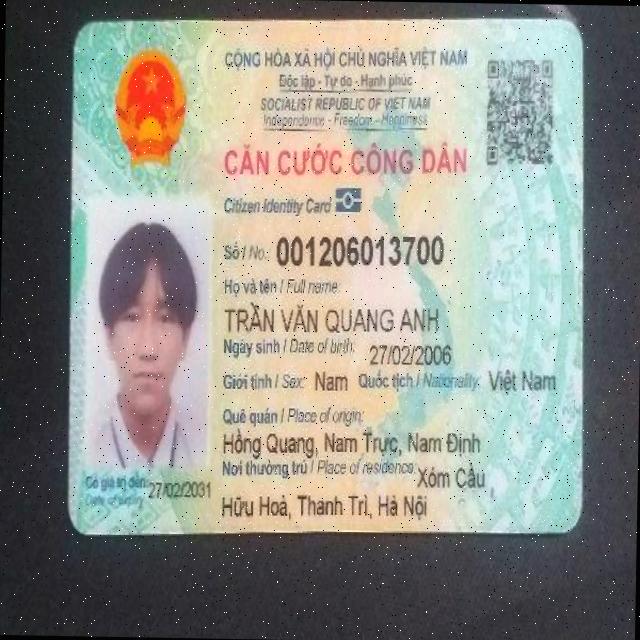 CỘNG HÒA XÃ HỘI CHỦ NGHĨA VIỆT NAM
Độc lập - Tự do - Hạnh phúc
SOCIALIST REPUBLIC OF VIET NAM
Independence - Freedom - Happiness
CĂN CƯỚC CÔNG DÂN
Citizen Identity Card
Số / No.: 001206013700
Họ và tên / Full name:
TRẦN VĂN QUANG ANH
Ngày sinh / Date of birth: 27/02/2006
Giới tính / Sex: Nam Quốc tịch / Nationality: Việt Nam
Quê quán / Place of origin:
Hồng Quang, Nam Trực, Nam Định
Nơi thường trú / Place of residence: Xóm Cầu
Hữu Hoà, Thanh Trì, Hà Nội
Có giá trị đến: 27/02/2031
Date of expiry